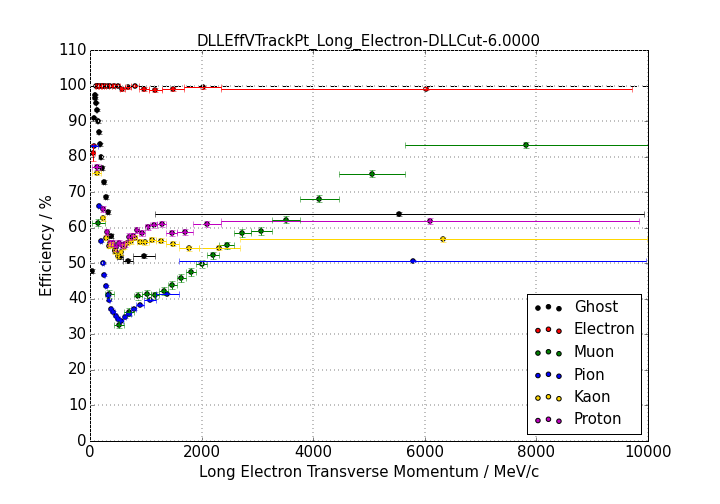 DLLEffVTrackPt_Long_Electron-DLLCut-6.0000
110
100
90
80
70
60
50
40
30
20
10
0
Efficiency / %
Ghost
Electron
Muon
Pion
Kaon
Proton
0 2000 4000 6000 8000 10000
Long Electron Transverse Momentum / MeV/c